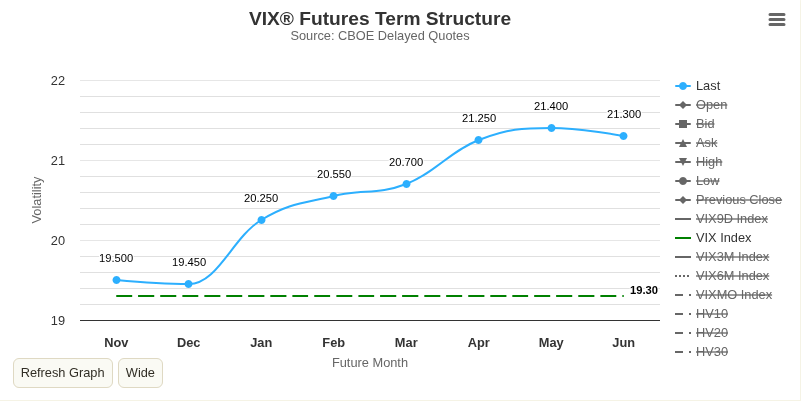 VIX® Futures Term Structure
Source: CBOE Delayed Quotes
22
21
20
19
Volatility
19.500
19.450
20.250
20.550
20.700
21.250
21.400
21.300
19.30
Nov
Dec
Jan
Feb
Mar
Apr
May
Jun
Future Month
Last
Open
Bid
Ask
High
Low
Previous Close
VIX9D Index
VIX Index
VIX3M Index
VIX6M Index
VIXMO Index
HV10
HV20
HV30
Refresh Graph
Wide